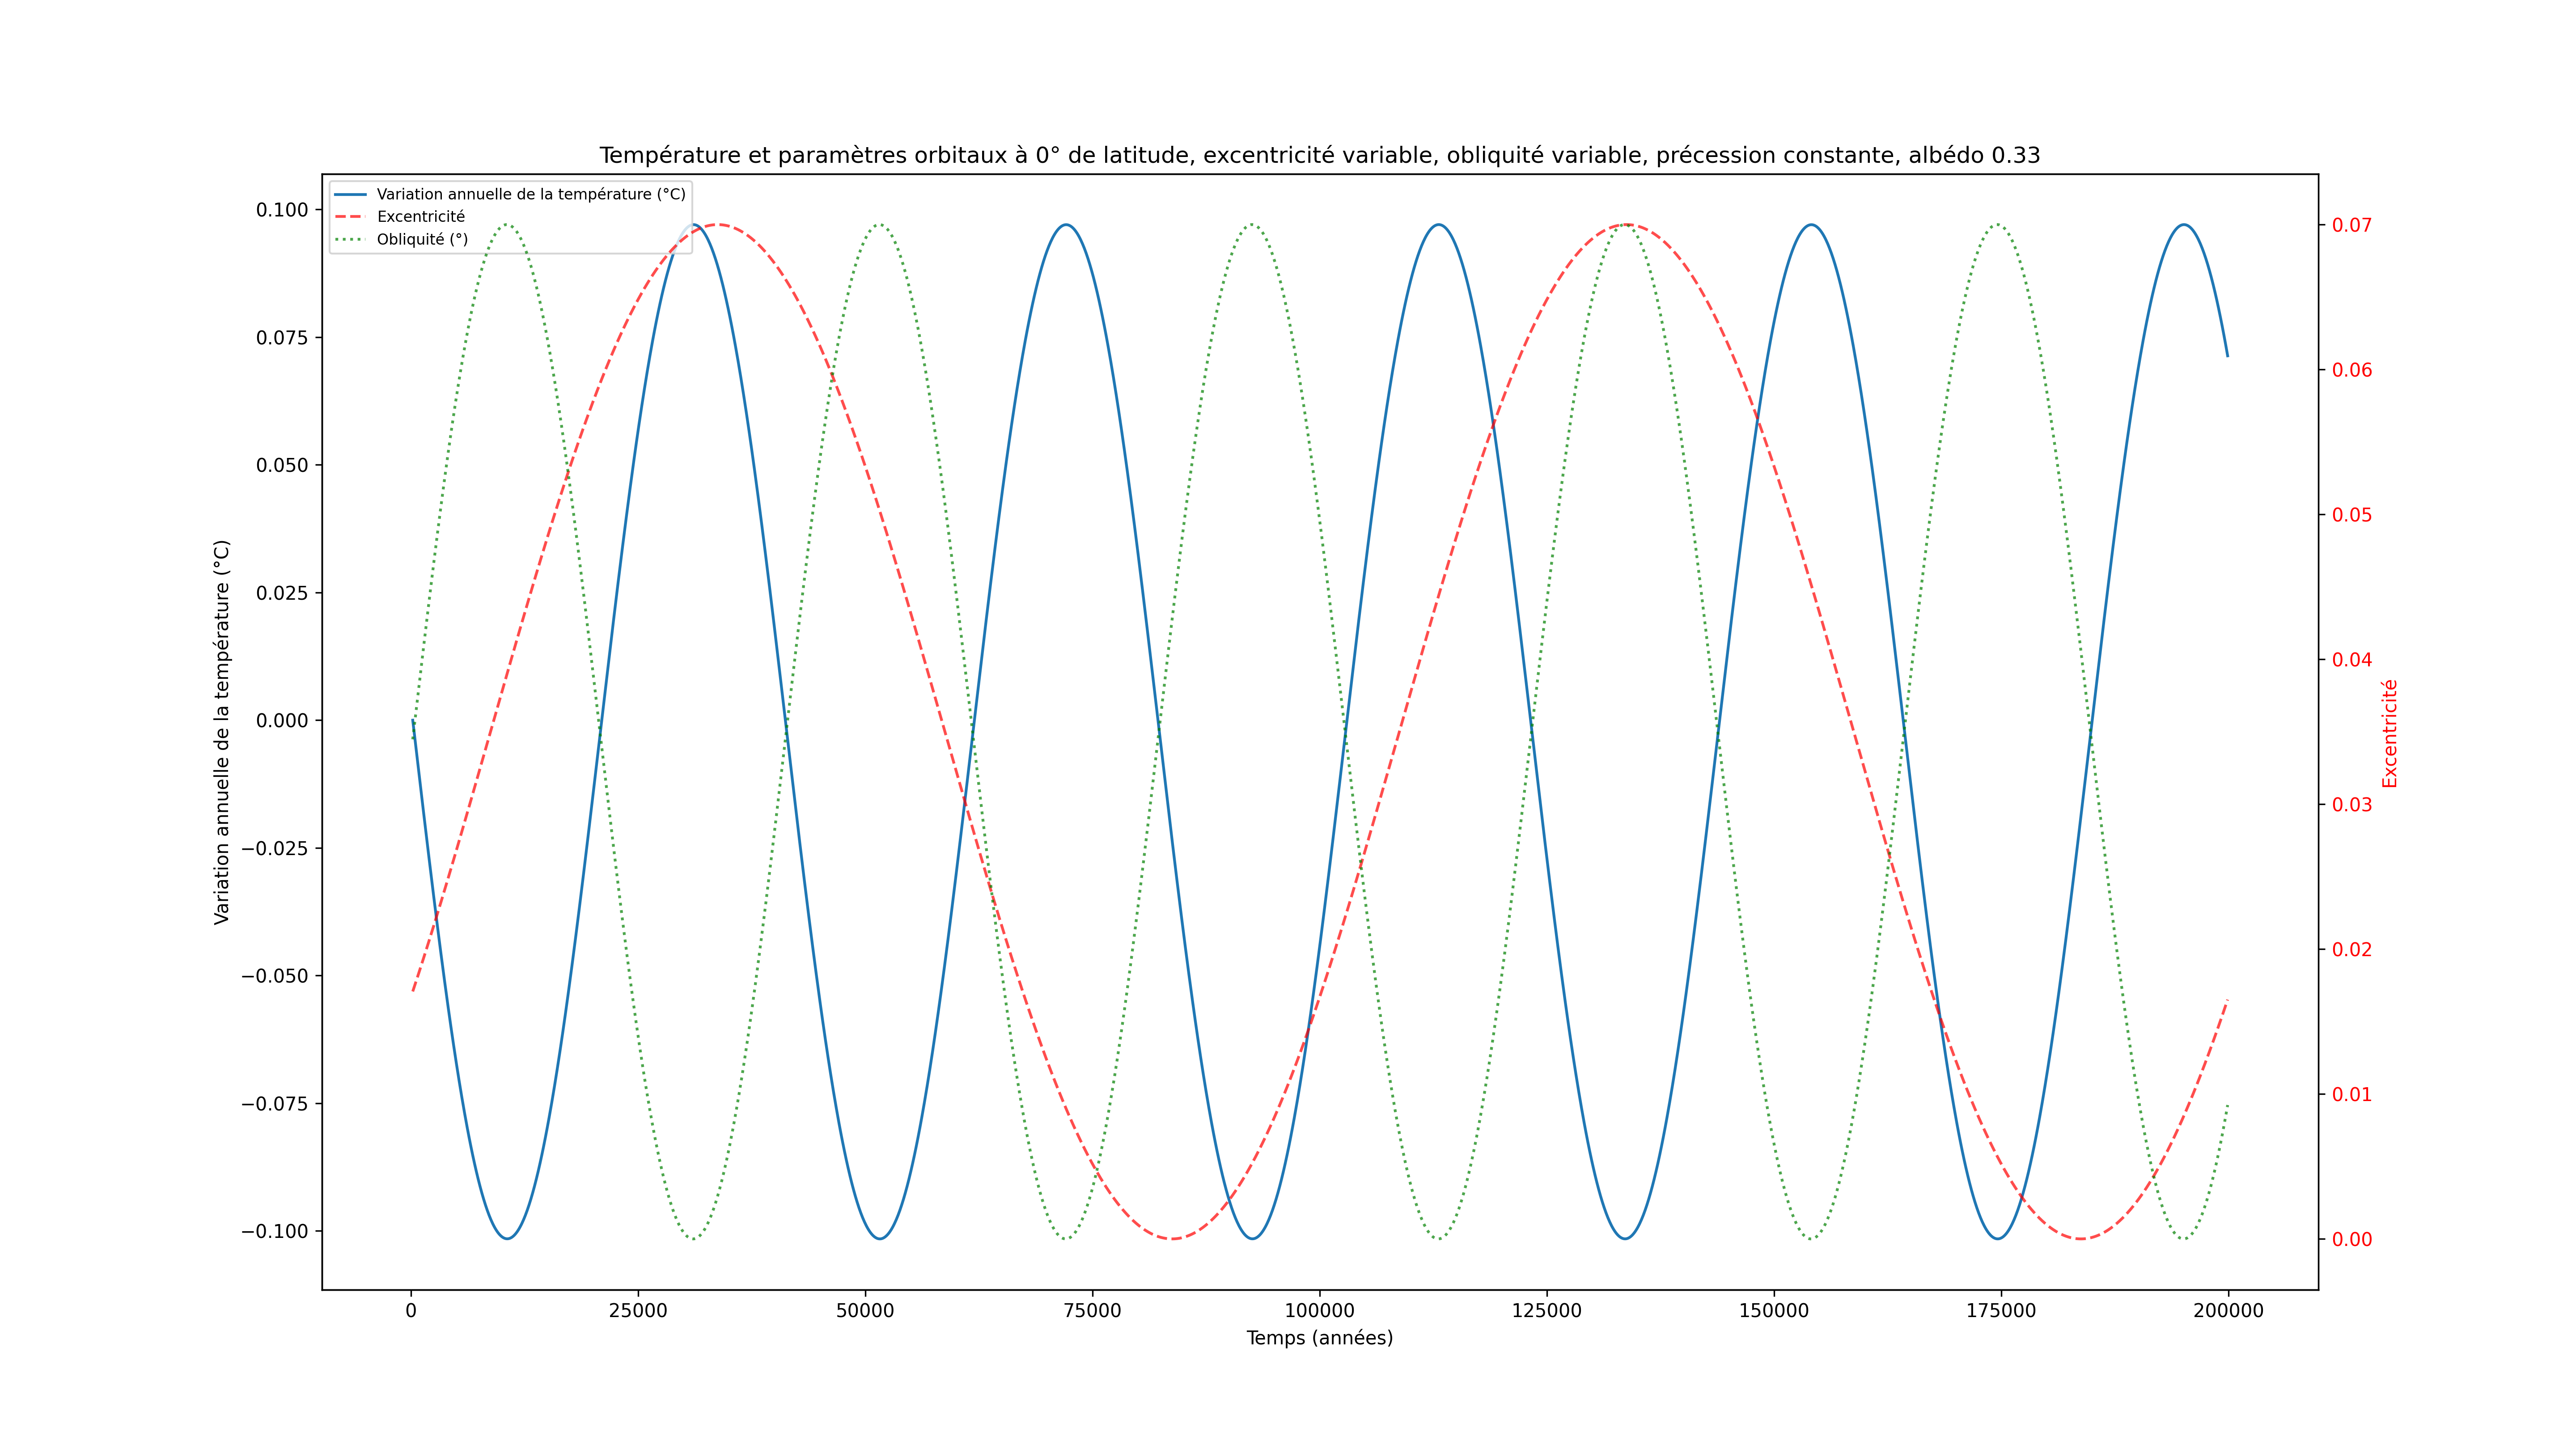 Température et paramètres orbitaux à 0° de latitude, excentricité variable, obliquité variable, précession constante, albédo 0.33
Variation annuelle de la température (°C)
Excentricité
Obliquité (°)
Variation annuelle de la température (°C)
0.100
0.075
0.050
0.025
0.000
−0.025
−0.050
−0.075
−0.100
0.07
0.06
0.05
0.04
0.03
0.02
0.01
0.00
Excentricité
0 25000 50000 75000 100000 125000 150000 175000 200000
Temps (années)